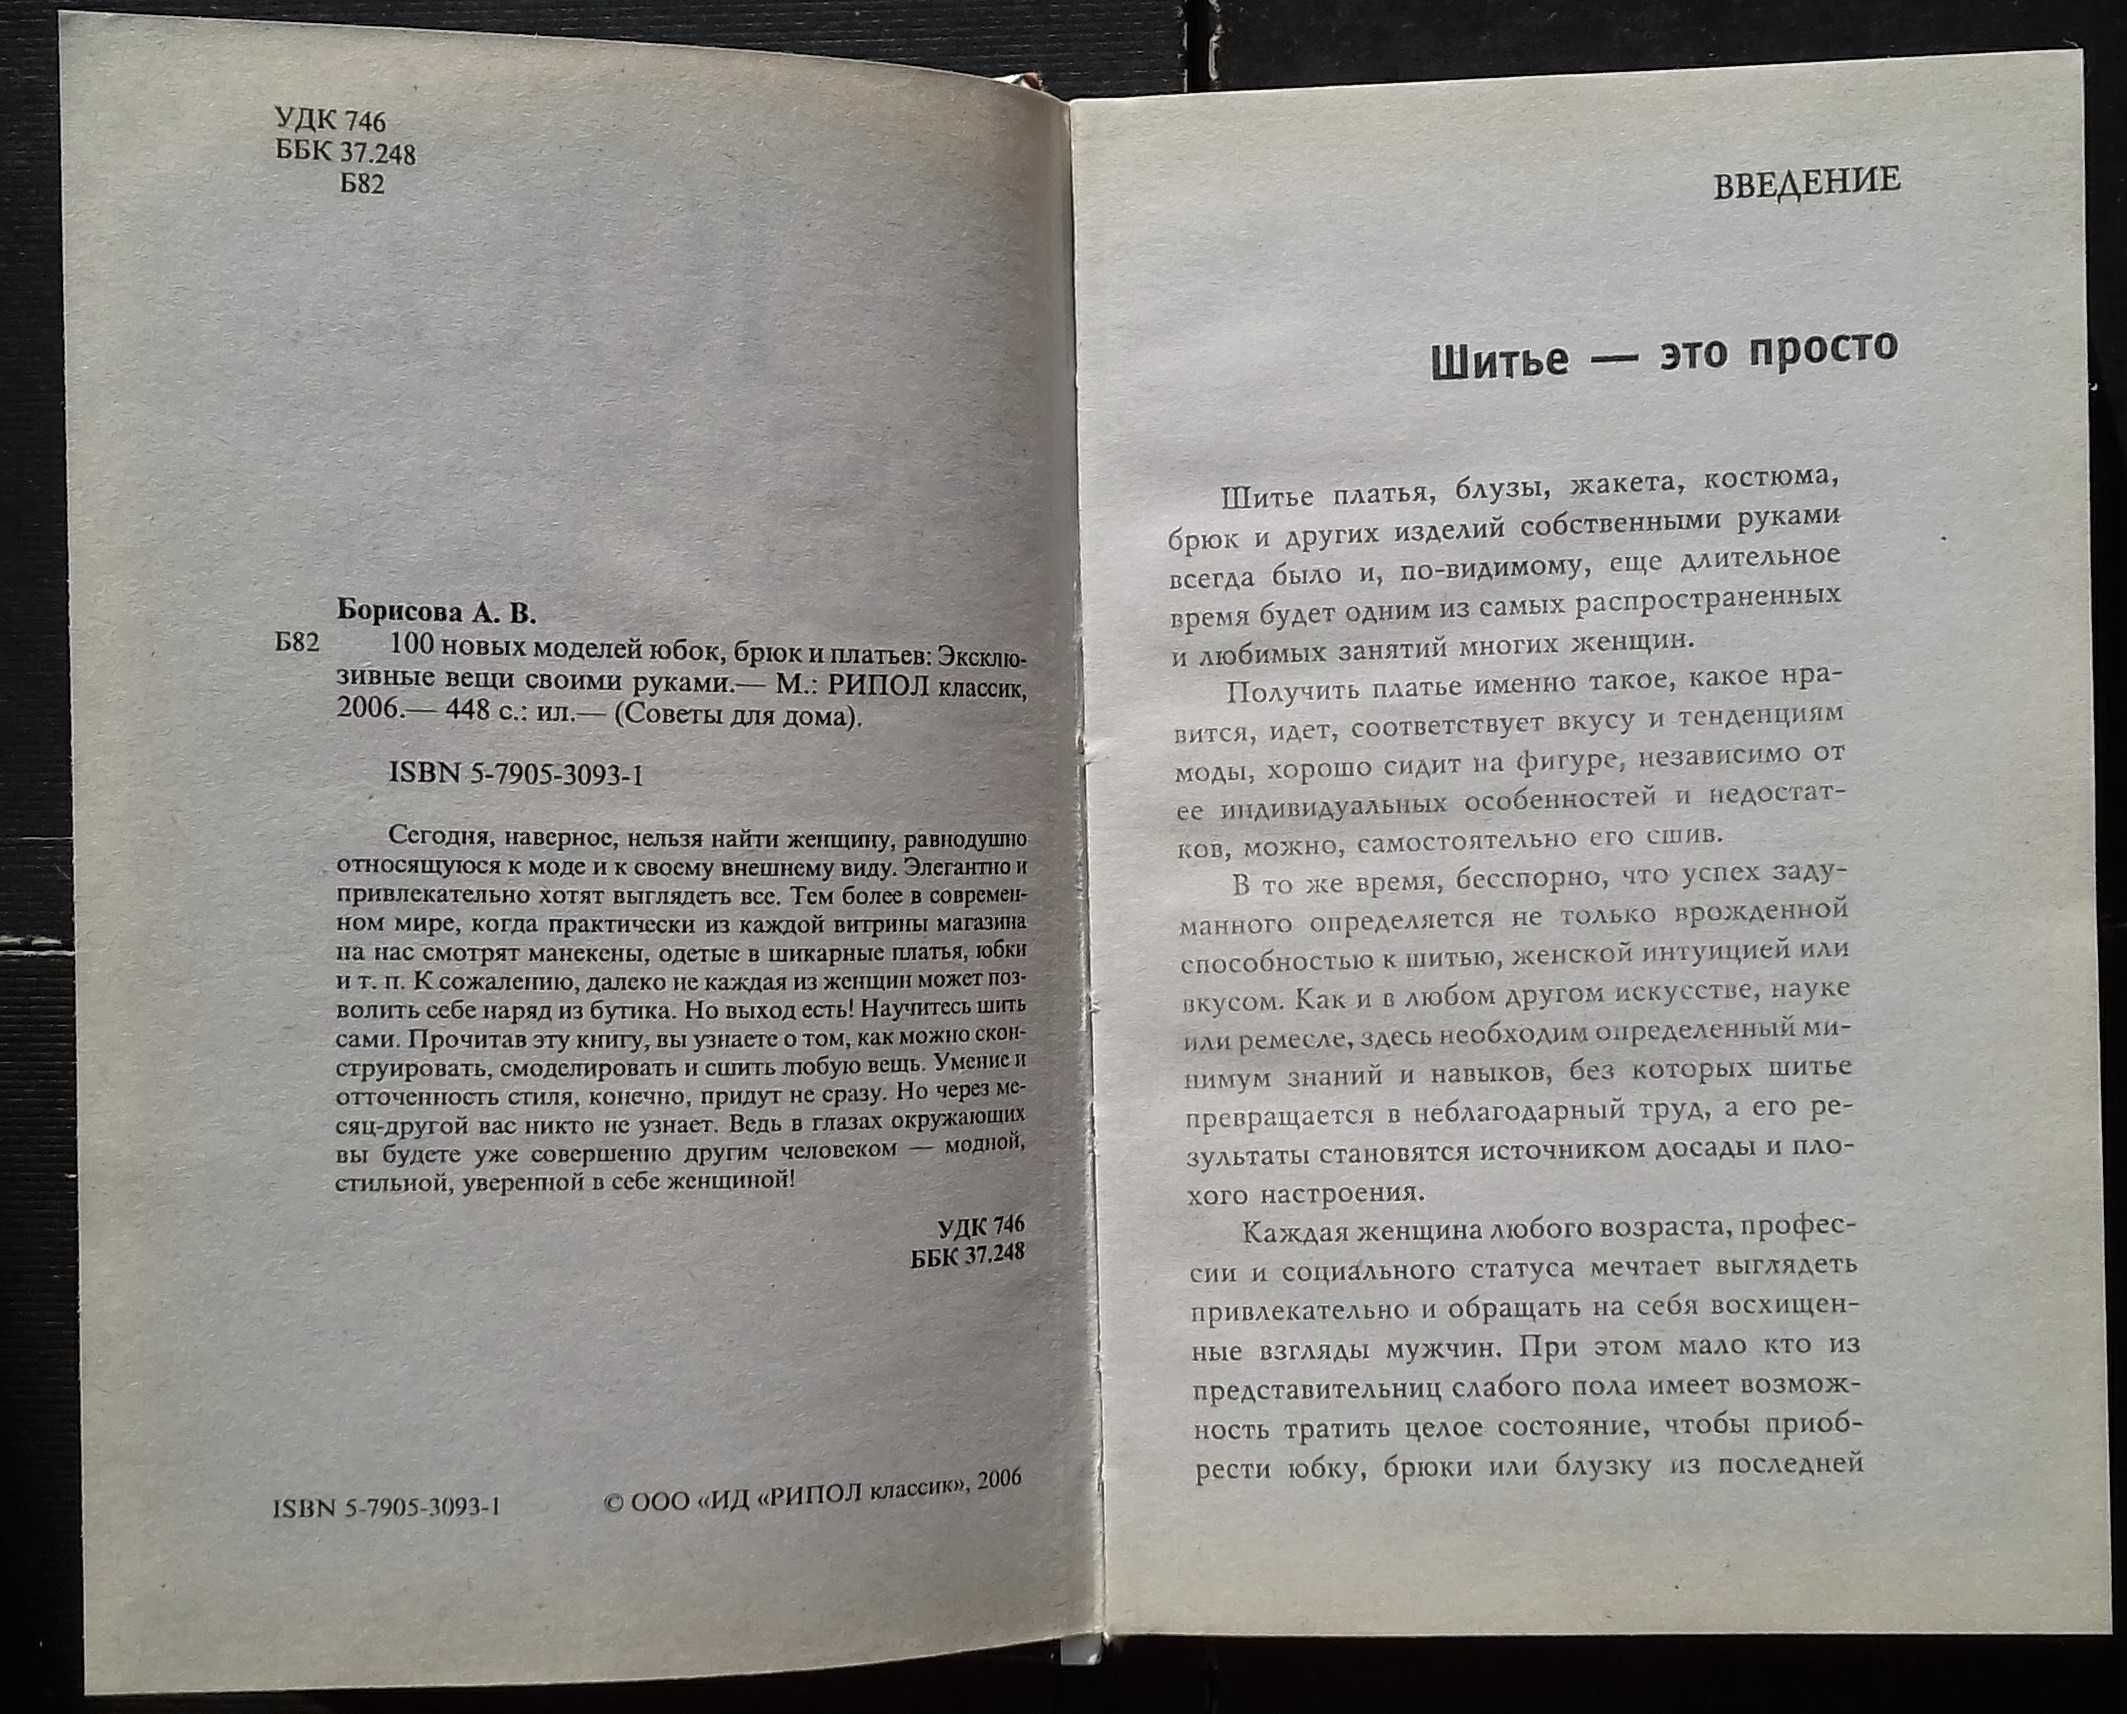 УДК 746
ББК 37.248
Б82
Борисова А. В.
Б82 100 новых моделей юбок, брюк и платьев: Эксклю-
зивные вещи своими руками.— М.: РИПОЛ классик,
2006.— 448 с.: ил.— (Советы для дома).
ISBN 5-7905-3093-1
Сегодня, наверное, нельзя найти женщину, равнодушно
относящуюся к моде и к своему внешнему виду. Элегантно и
привлекательно хотят выглядеть все. Тем более в современ-
ном мире, когда практически из каждой витрины магазина
на нас смотрят манекены, одетые в шикарные платья, юбки
и т. п. К сожалению, далеко не каждая из женщин может поз-
волить себе наряд из бутика. Но выход есть! Научитесь шить
сами. Прочитав эту книгу, вы узнаете о том, как можно скон-
струировать, смоделировать и сшить любую вещь. Умение и
отточенность стиля, конечно, придут не сразу. Но через ме-
сяц-другой вас никто не узнает. Ведь в глазах окружающих
вы будете уже совершенно другим человеком — модной,
стильной, уверенной в себе женщиной!
УДК 746
ББК 37.248
ISBN 5-7905-3093-1 © ООО «ИД «РИПОЛ классик», 2006
ВВЕДЕНИЕ
Шитье — это просто
Шитье платья, блузы, жакета, костюма,
брюк и других изделий собственными руками
всегда было и, по-видимому, еще длительное
время будет одним из самых распространенных
и любимых занятий многих женщин.
Получить платье именно такое, какое нра-
вится, идет, соответствует вкусу и тенденциям
моды, хорошо сидит на фигуре, независимо от
ее индивидуальных особенностей и недостат-
ков, можно, самостоятельно его сшив.
В то же время, бесспорно, что успех заду-
манного определяется не только врожденной
способностью к шитью, женской интуицией или
вкусом. Как и в любом другом искусстве, науке
или ремесле, здесь необходим определенный ми-
нимум знаний и навыков, без которых шитье
превращается в неблагодарный труд, а его ре-
зультаты становятся источником досады и пло-
хого настроения.
Каждая женщина любого возраста, профес-
сии и социального статуса мечтает выглядеть
привлекательно и обращать на себя восхищен-
ные взгляды мужчин. При этом мало кто из
представительниц слабого пола имеет возмож-
ность тратить целое состояние, чтобы приоб-
рести юбку, брюки или блузку из последней